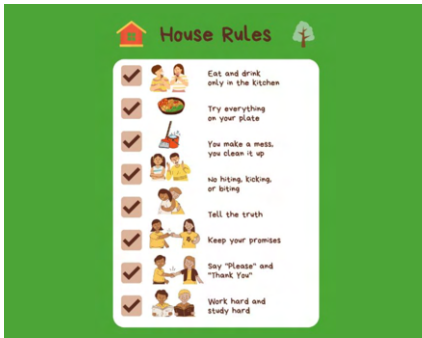 House Rules
Eat and drink
only in the kitchen
Try everything
on your plate
You make a mess,
you clean it up
No hiting, kicking,
or biting
Tell the truth
Keep your promises
Say "Please" and
"Thank You"
Work hard and
study hard